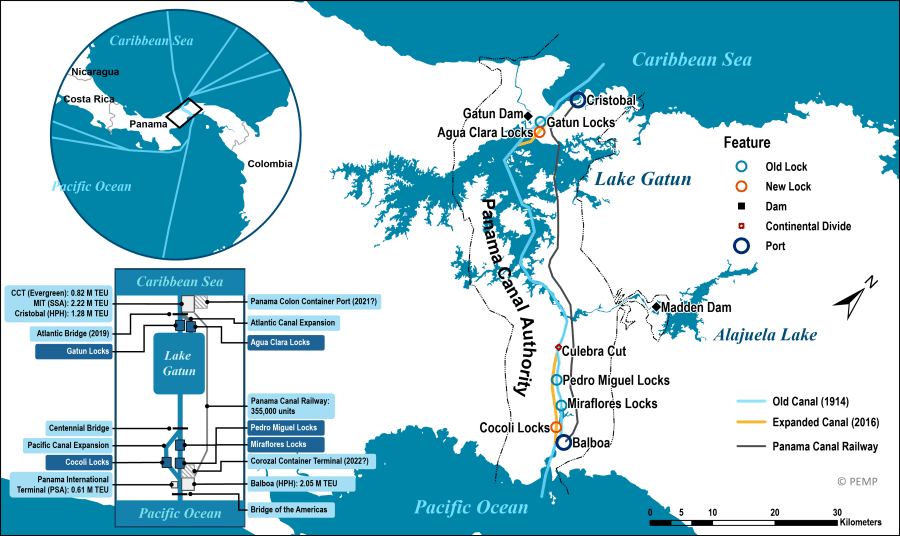 Caribbean Sea
Nicaragua
Costa Rica
Panama
Colombia
Pacific Ocean
Caribbean Sea
Cristobal
Gatun Dam
Gatun Locks
Agua Clara Locks
Lake Gatun
Panama Canal Authority
Madden Dam
Alajuela Lake
Culebra Cut
Pedro Miguel Locks
Miraflores Locks
Cocoli Locks
Balboa
Pacific Ocean
Feature
Old Lock
New Lock
Dam
Continental Divide
Port
N
Old Canal (1914)
Expanded Canal (2016)
Panama Canal Railway
© PEMP
0 5 10 20 30
Kilometers
Caribbean Sea
CCT (Evergreen): 0.82 M TEU
MIT (SSA): 2.22 M TEU
Cristobal (HPH): 1.28 M TEU
Atlantic Bridge (2019)
Gatun Locks
Panama Colon Container Port (2021?)
Atlantic Canal Expansion
Agua Clara Locks
Lake
Gatun
Panama Canal Railway:
355,000 units
Centennial Bridge
Pedro Miguel Locks
Pacific Canal Expansion
Miraflores Locks
Cocoli Locks
Corozal Container Terminal (2022?)
Panama International
Terminal (PSA): 0.61 M TEU
Balboa (HPH): 2.05 M TEU
Bridge of the Americas
Pacific Ocean